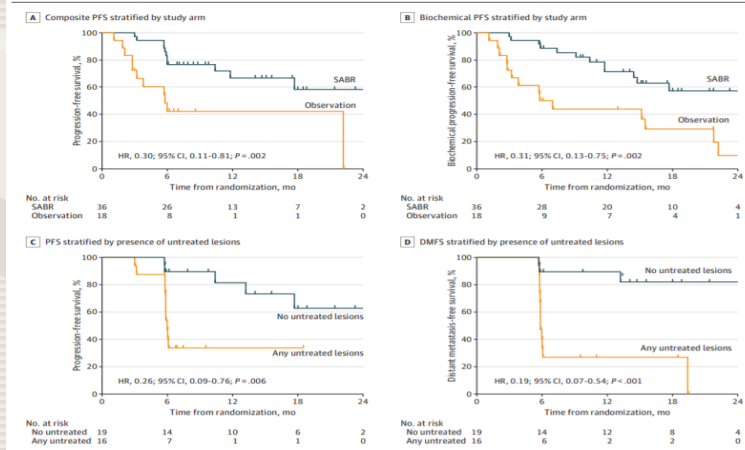 A Composite PFS stratified by study arm
100
80
60
40
20
0
Progression-free survival, %
SABR
Observation
HR, 0.30; 95% CI, 0.11-0.81; P=.002
0 6 12 18 24
Time from randomization, mo
No. at risk
SABR 36 26 13 7 2
Observation 18 8 1 1 0
B Biochemical PFS stratified by study arm
100
80
60
40
20
0
Biochemical progression-free survival, %
SABR
Observation
HR, 0.31; 95% CI, 0.13-0.75; P=.002
0 6 12 18 24
Time from randomization, mo
No. at risk
SABR 36 28 20 10 4
Observation 18 9 7 4 1
C PFS stratified by presence of untreated lesions
100
80
60
40
20
0
Progression-free survival, %
No untreated lesions
Any untreated lesions
HR, 0.26; 95% CI, 0.09-0.76; P=.006
0 6 12 18 24
Time from randomization, mo
No. at risk
No untreated 19 14 10 6 2
Any untreated 16 7 1 1 0
D DMFS stratified by presence of untreated lesions
100
80
60
40
20
0
Distant metastasis-free survival, %
No untreated lesions
Any untreated lesions
HR, 0.19; 95% CI, 0.07-0.54; P<.001
0 6 12 18 24
Time from randomization, mo
No. at risk
No untreated 19 14 12 8 4
Any untreated 16 6 2 2 0